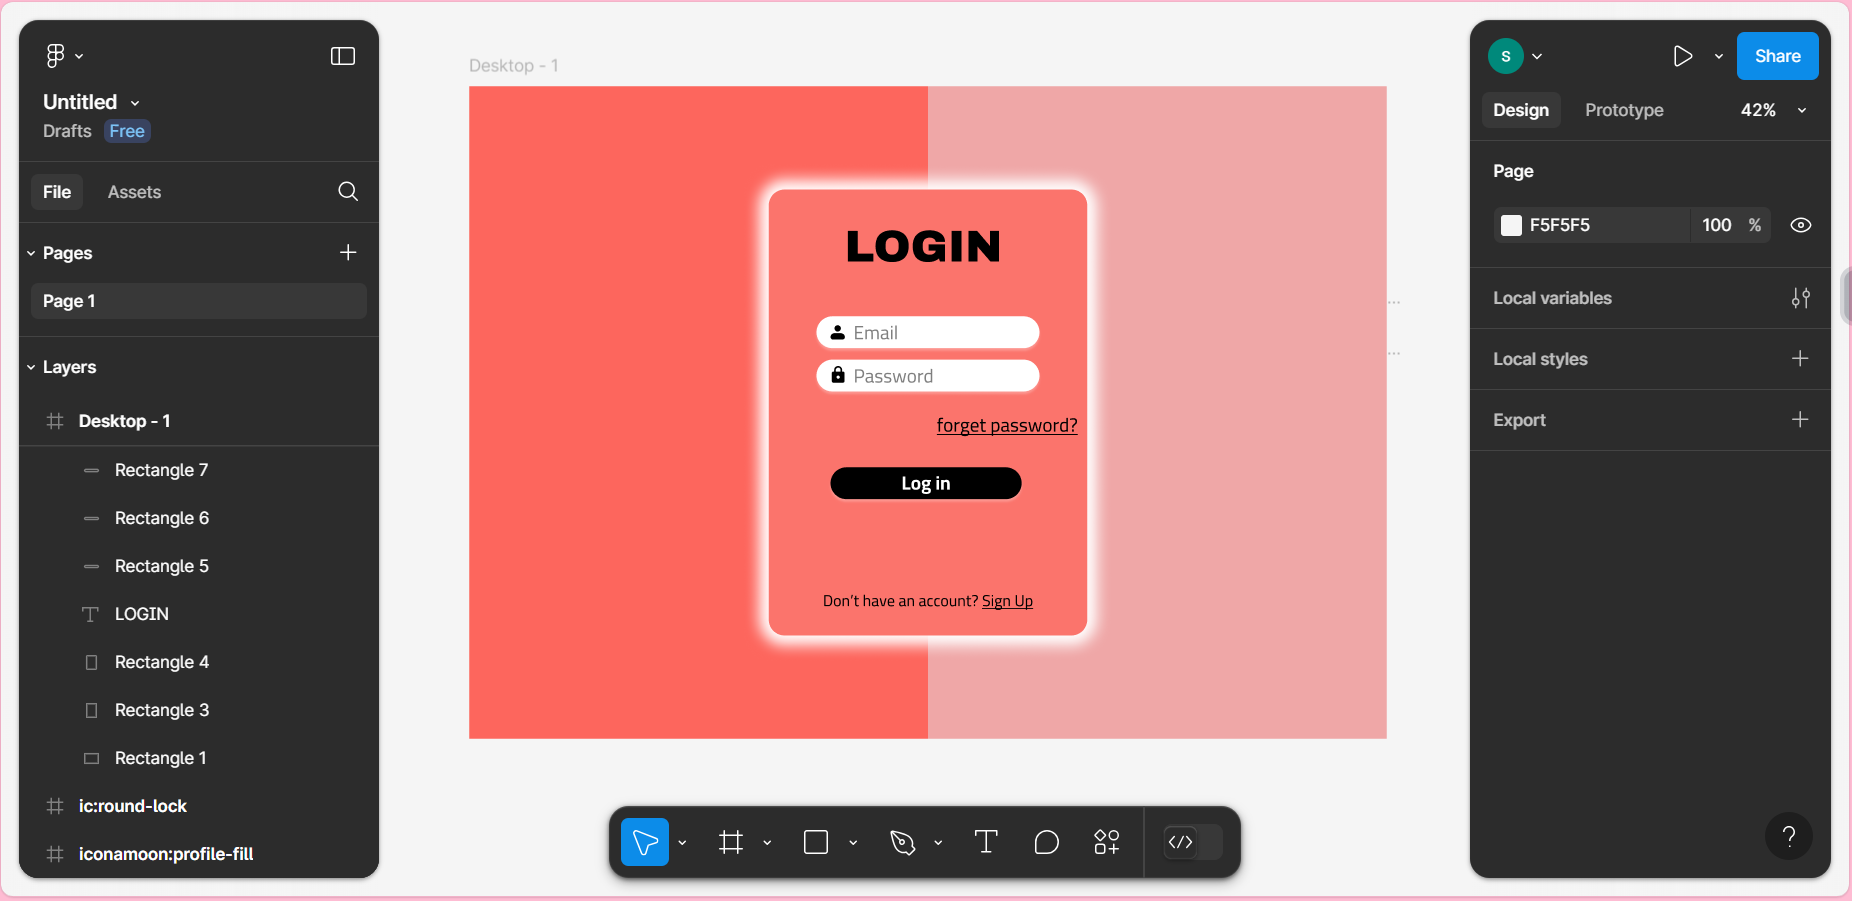 Untitled
Drafts Free
File Assets
Pages
Page 1
Layers
Desktop - 1
Rectangle 7
Rectangle 6
Rectangle 5
LOGIN
Rectangle 4
Rectangle 3
Rectangle 1
ic:round-lock
iconamoon:profile-fill
Desktop - 1
LOGIN
Email
Password
forget password?
Log in
Don't have an account? Sign Up
...
...
S
Share
Design Prototype 42%
Page
F5F5F5 100 %
Local variables
Local styles
Export
?